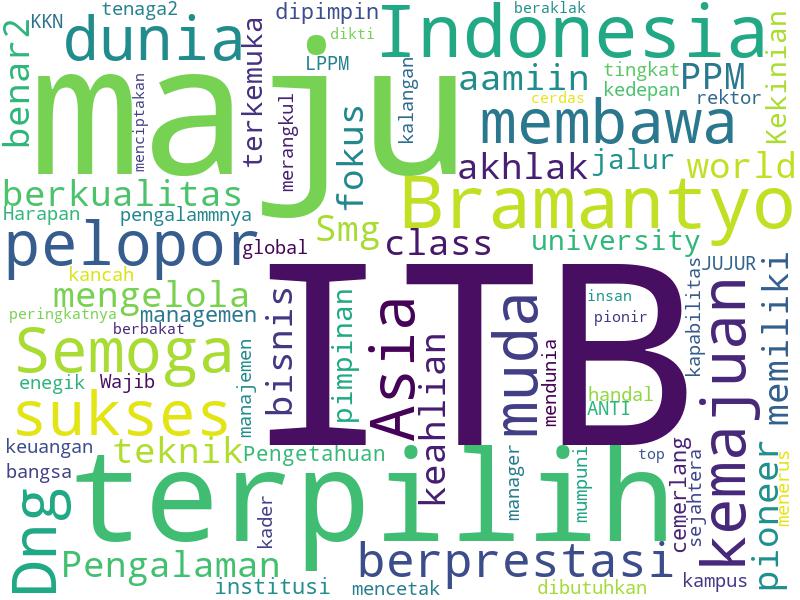 KKN
tenaga2
dipimpin
beraklak
dunia
dikti
Indonesia
benar2
maju
menciptakan
terkemuka
LPPM
kalangan
aamiin
tingkat
PPM
Kekinian
kedepan
rektor
cerdas
merangkul
fokus
membawa
akhlak
jalur
world
berkualitas
Harapan
pengalammnya
Smg
Bramantyo
pelopor
global
class
university
kancah
ITB
JUJUR
mengelola
peringkatnya
managemen
berbakat
bisnis
pimpinan
Asia
keahlian
muda
mendunia
insan
pionir
kapabilitas
kemajuan
memiliki
Semoga
enegik
Wajib
manajemen
handal
ANTI
sukses
keuangan
bangsa
teknik
Pengetahuan
top
terpilih
manager
mumpuni
cemerlang
sejahtera
pioneer
menerus
Dng
kader
Pengalaman
berprestasi
institusi
mencetak
dibutuhkan
kampus